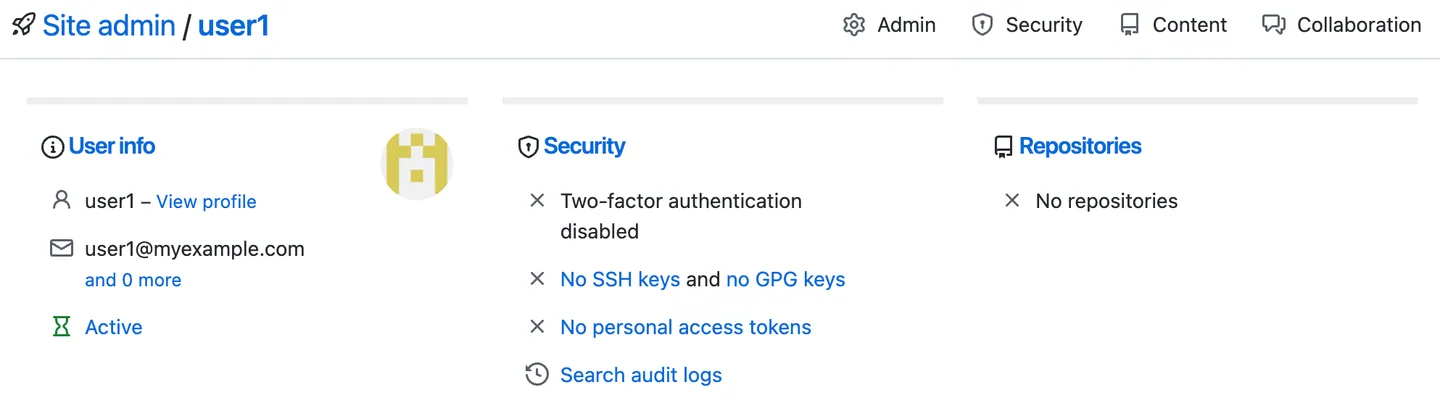 Site admin / user1
Admin
Security
Content
Collaboration
User info
user1 – View profile
user1@myexample.com
and 0 more
Active
Security
Two-factor authentication
disabled
No SSH keys and no GPG keys
No personal access tokens
Search audit logs
Repositories
No repositories